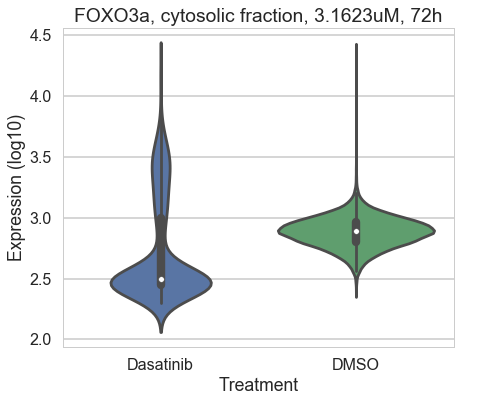 FOXO3a, cytosolic fraction, 3.1623uM, 72h
Expression (log10)
4.5
4.0
3.5
3.0
2.5
2.0
Dasatinib
DMSO
Treatment